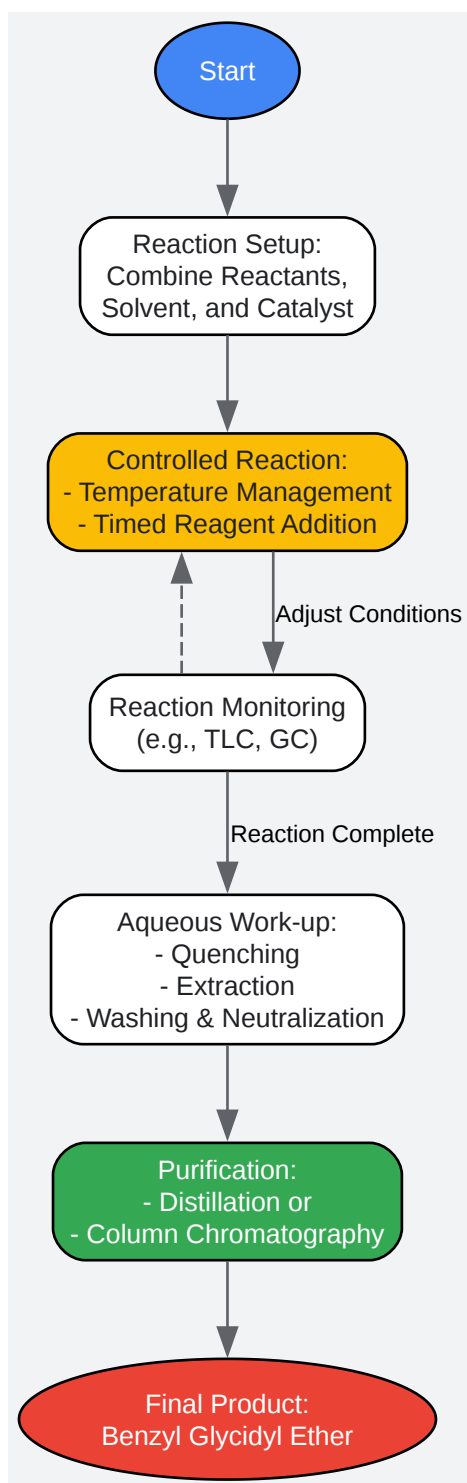 Start
Reaction Setup:
Combine Reactants,
Solvent, and Catalyst
Controlled Reaction:
- Temperature Management
- Timed Reagent Addition
Adjust Conditions
Reaction Monitoring
(e.g., TLC, GC)
Reaction Complete
Aqueous Work-up:
- Quenching
- Extraction
- Washing & Neutralization
Purification:
- Distillation or
- Column Chromatography
Final Product:
Benzyl Glycidyl Ether